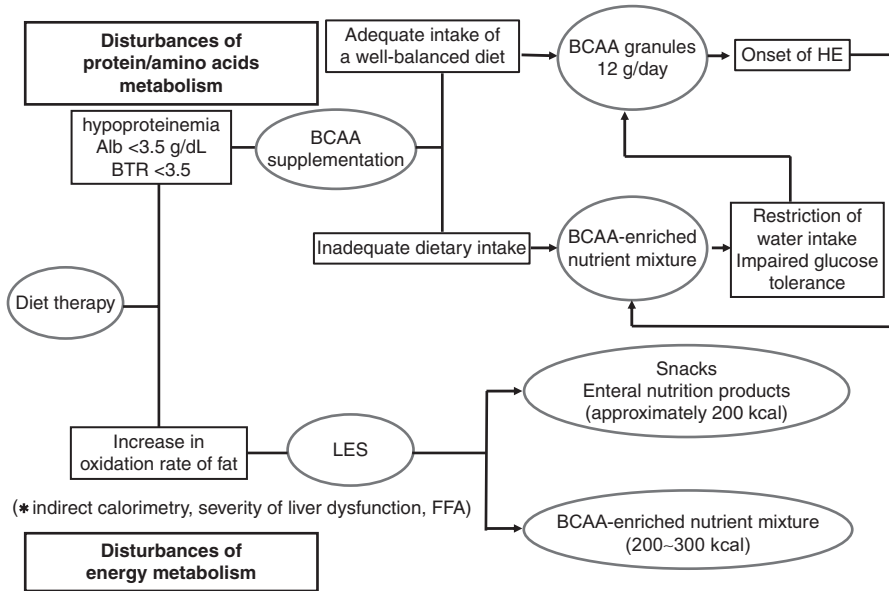 Disturbances of
protein/amino acids
metabolism
Adequate intake of
a well-balanced diet
BCAA granules
12 g/day
Onset of HE
hypoproteinemia
Alb <3.5 g/dL
BTR <3.5
BCAA
supplementation
Inadequate dietary intake
BCAA-enriched
nutrient mixture
Restriction of
water intake
Impaired glucose
tolerance
Diet therapy
Snacks
Enteral nutrition products
(approximately 200 kcal)
Increase in
oxidation rate of fat
LES
(* indirect calorimetry, severity of liver dysfunction, FFA)
BCAA-enriched nutrient mixture
(200~300 kcal)
Disturbances of
energy metabolism